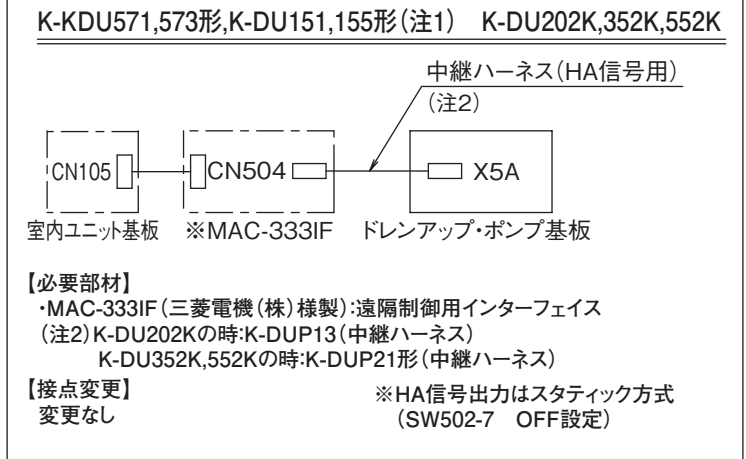 K-KDU571,573形,K-DU151,155形(注1) K-DU202K,352K,552K
中継ハーネス(HA信号用)
(注2)
CN105
CN504
X5A
室内ユニット基板 ※MAC-333IF ドレンアップ・ポンプ基板
【必要部材】
・MAC-333IF(三菱電機(株)様製):遠隔制御用インターフェイス
(注2)K-DU202Kの時:K-DUP13(中継ハーネス)
K-DU352K,552Kの時:K-DUP21形(中継ハーネス)
【接点変更】
変更なし
※HA信号出力はスタティック方式
(SW502-7 OFF設定)